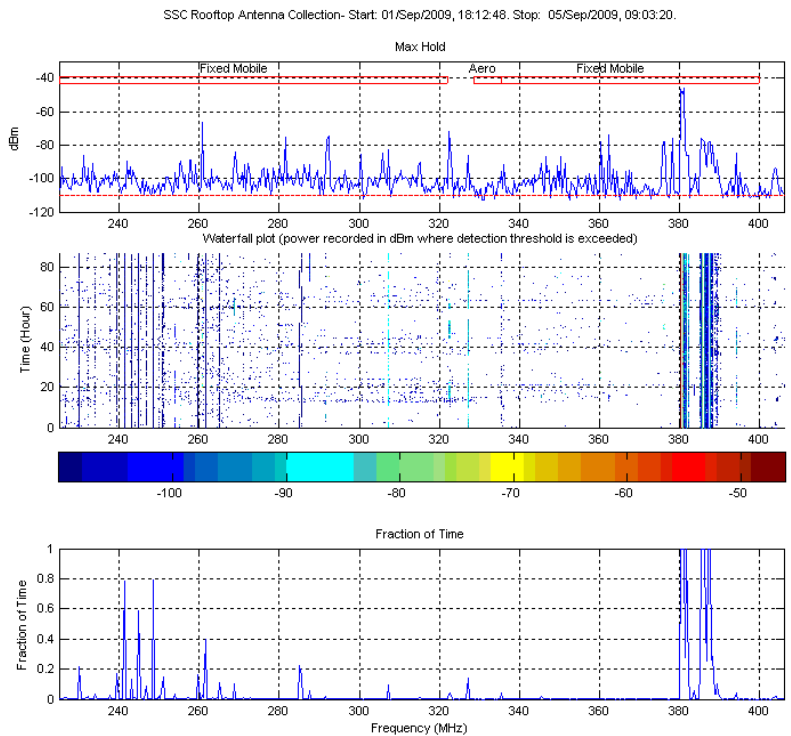 SSC Rooftop Antenna Collection- Start: 01/Sep/2009, 18:12:48. Stop: 05/Sep/2009, 09:03:20.
Max Hold
Fixed Mobile Aero Fixed Mobile
-40
-60
-80
-100
-120
dBm
240 260 280 300 320 340 360 380 400
Waterfall plot (power recorded in dBm where detection threshold is exceeded)
80
60
40
20
0
Time (Hour)
240 260 280 300 320 340 360 380 400
-100 -90 -80 -70 -60 -50
Fraction of Time
1
0.8
0.6
0.4
0.2
0
Fraction of Time
240 260 280 300 320 340 360 380 400
Frequency (MHz)